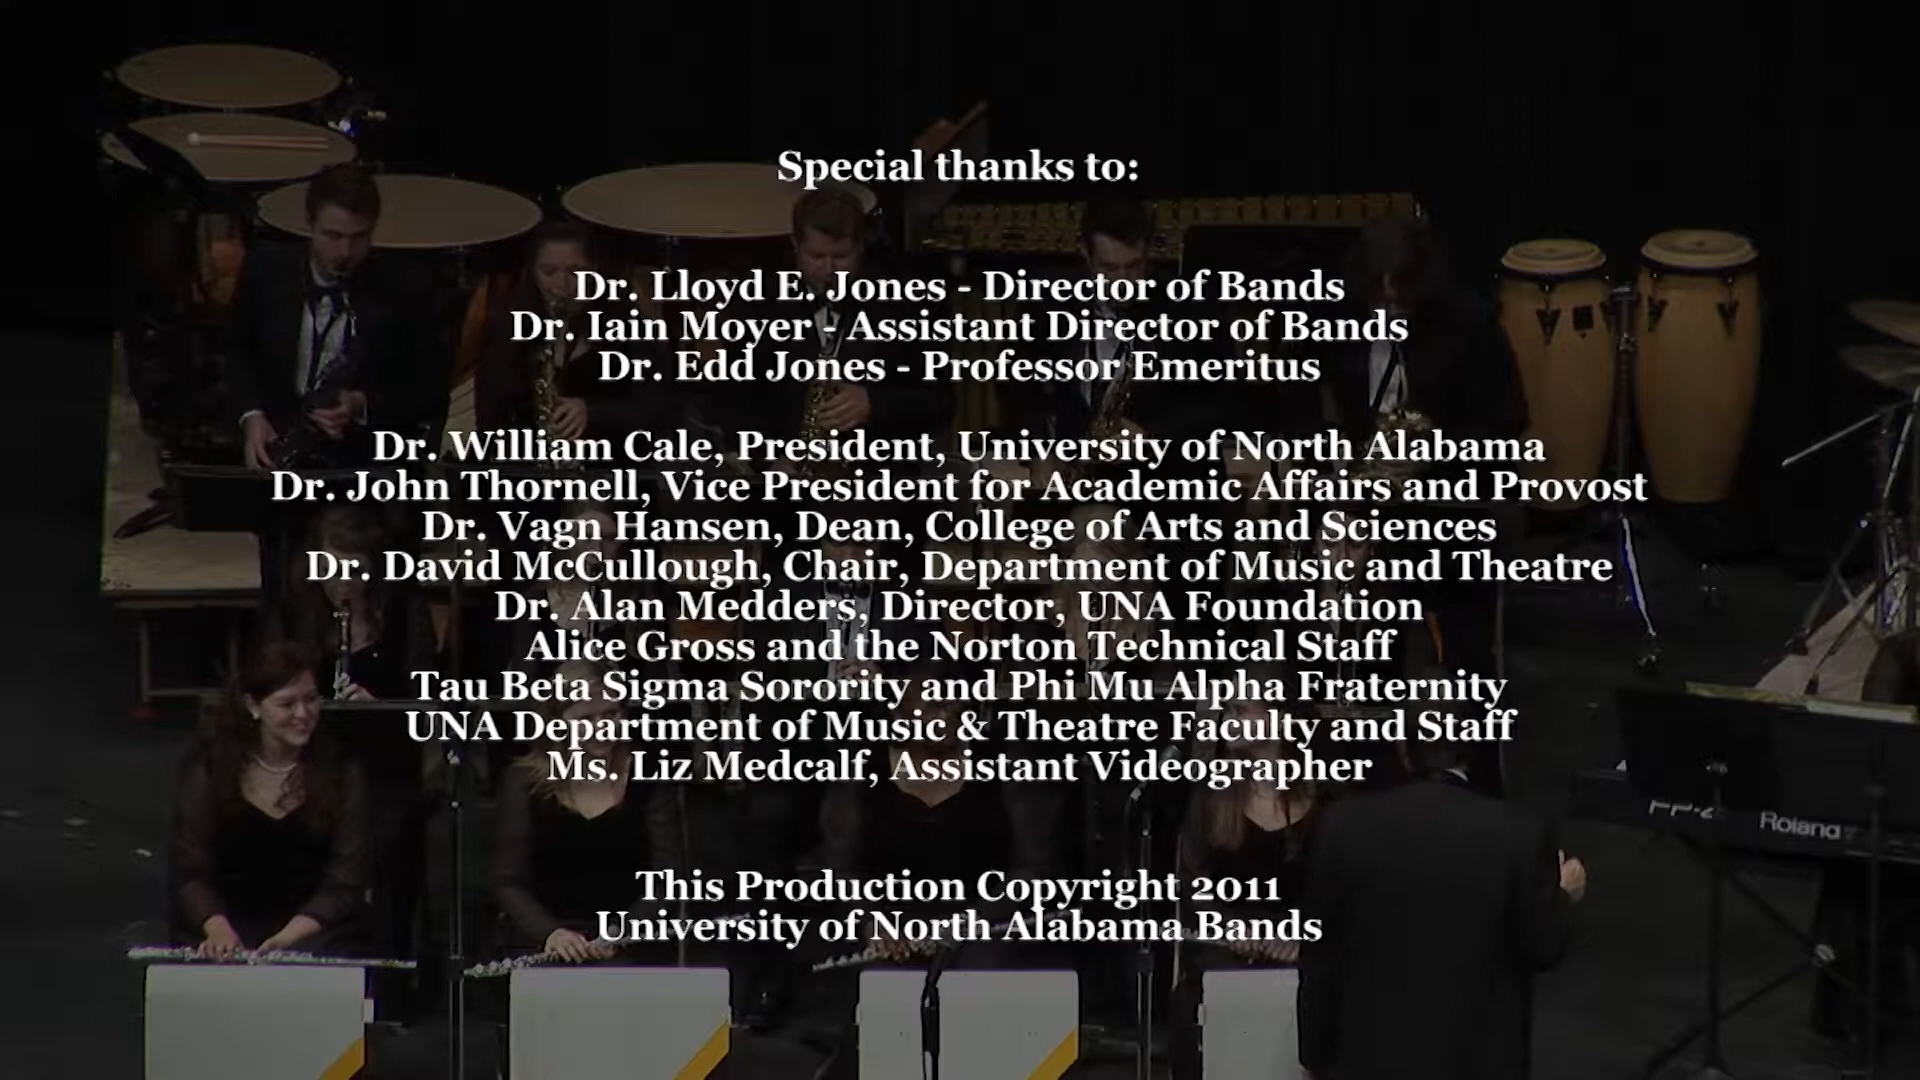 Special thanks to:
Dr. Lloyd E. Jones - Director of Bands
Dr. Iain Moyer - Assistant Director of Bands
Dr. Edd Jones - Professor Emeritus
Dr. William Cale, President, University of North Alabama
Dr. John Thornell, Vice President for Academic Affairs and Provost
Dr. Vagn Hansen, Dean, College of Arts and Sciences
Dr. David McCullough, Chair, Department of Music and Theatre
Dr. Alan Medders, Director, UNA Foundation
Alice Gross and the Norton Technical Staff
Tau Beta Sigma Sorority and Phi Mu Alpha Fraternity
UNA Department of Music & Theatre Faculty and Staff
Ms. Liz Medcalf, Assistant Videographer
Roland
This Production Copyright 2011
University of North Alabama Bands